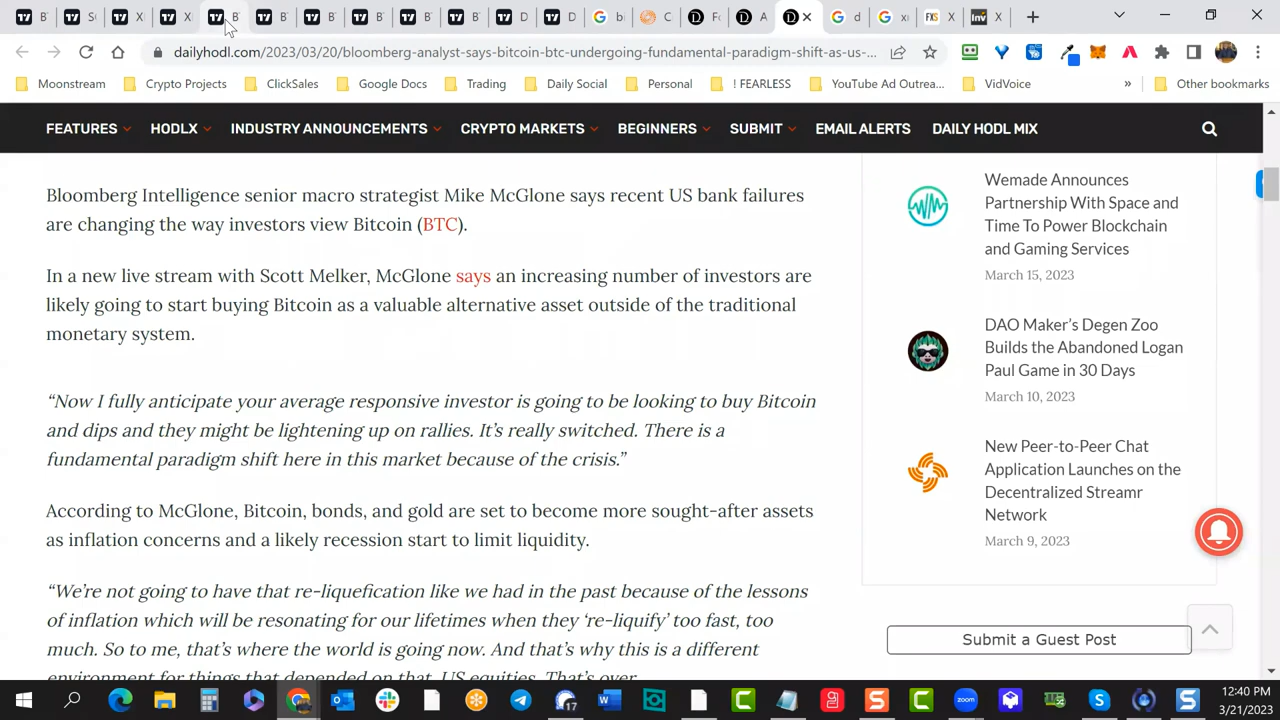 B
S
X
X
B
B
B
B
B
B
D
D
b
C
Fo
A
d
x
X
X
dailyhodl.com/2023/03/20/bloomberg-analyst-says-bitcoin-btc-undergoing-fundamental-paradigm-shift-as-us-...
Moonstream
Crypto Projects
ClickSales
Google Docs
Trading
Daily Social
Personal
! FEARLESS
YouTube Ad Outrea...
VidVoice
»
Other bookmarks
FEATURES
HODLX
INDUSTRY ANNOUNCEMENTS
CRYPTO MARKETS
BEGINNERS
SUBMIT
EMAIL ALERTS
DAILY HODL MIX
Bloomberg Intelligence senior macro strategist Mike McGlone says recent US bank failures
are changing the way investors view Bitcoin (BTC).
In a new live stream with Scott Melker, McGlone says an increasing number of investors are
likely going to start buying Bitcoin as a valuable alternative asset outside of the traditional
monetary system.
“Now I fully anticipate your average responsive investor is going to be looking to buy Bitcoin
and dips and they might be lightening up on rallies. It’s really switched. There is a
fundamental paradigm shift here in this market because of the crisis.”
According to McGlone, Bitcoin, bonds, and gold are set to become more sought-after assets
as inflation concerns and a likely recession start to limit liquidity.
“We’re not going to have that re-liquefication like we had in the past because of the lessons
of inflation which will be resonating for our lifetimes when they ‘re-liquify’ too fast, too
much. So to me, that’s where the world is going now. And that’s why this is a different
environment for things that depended on that, US equities. That’s over.
Wemade Announces
Partnership With Space and
Time To Power Blockchain
and Gaming Services
March 15, 2023
DAO Maker’s Degen Zoo
Builds the Abandoned Logan
Paul Game in 30 Days
March 10, 2023
New Peer-to-Peer Chat
Application Launches on the
Decentralized Streamr
Network
March 9, 2023
Submit a Guest Post
17
12:40 PM
3/21/2023